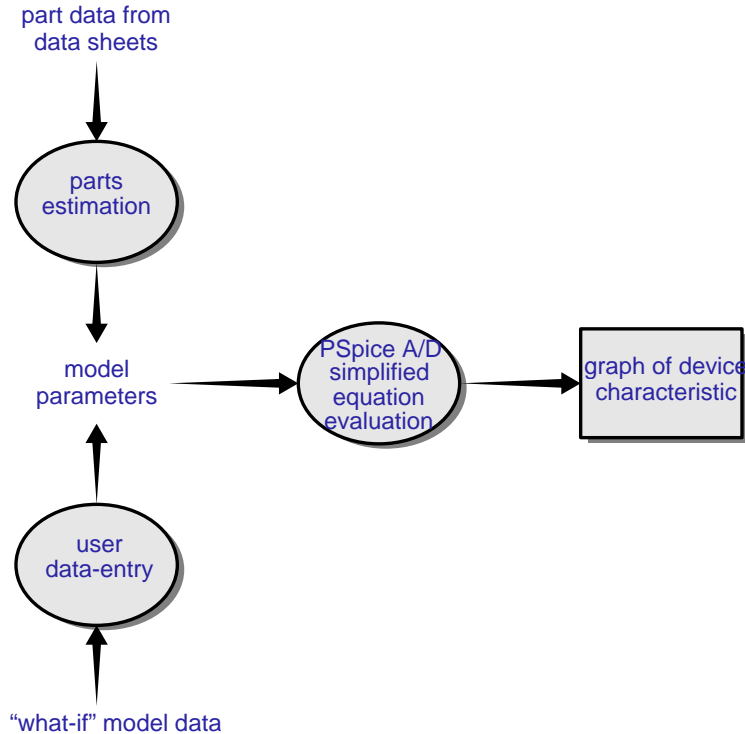 part data from
data sheets
parts
estimation
model
parameters
PSpice A/D
simplified
equation
evaluation
graph of device
characteristic
user
data-entry
“what-if” model data